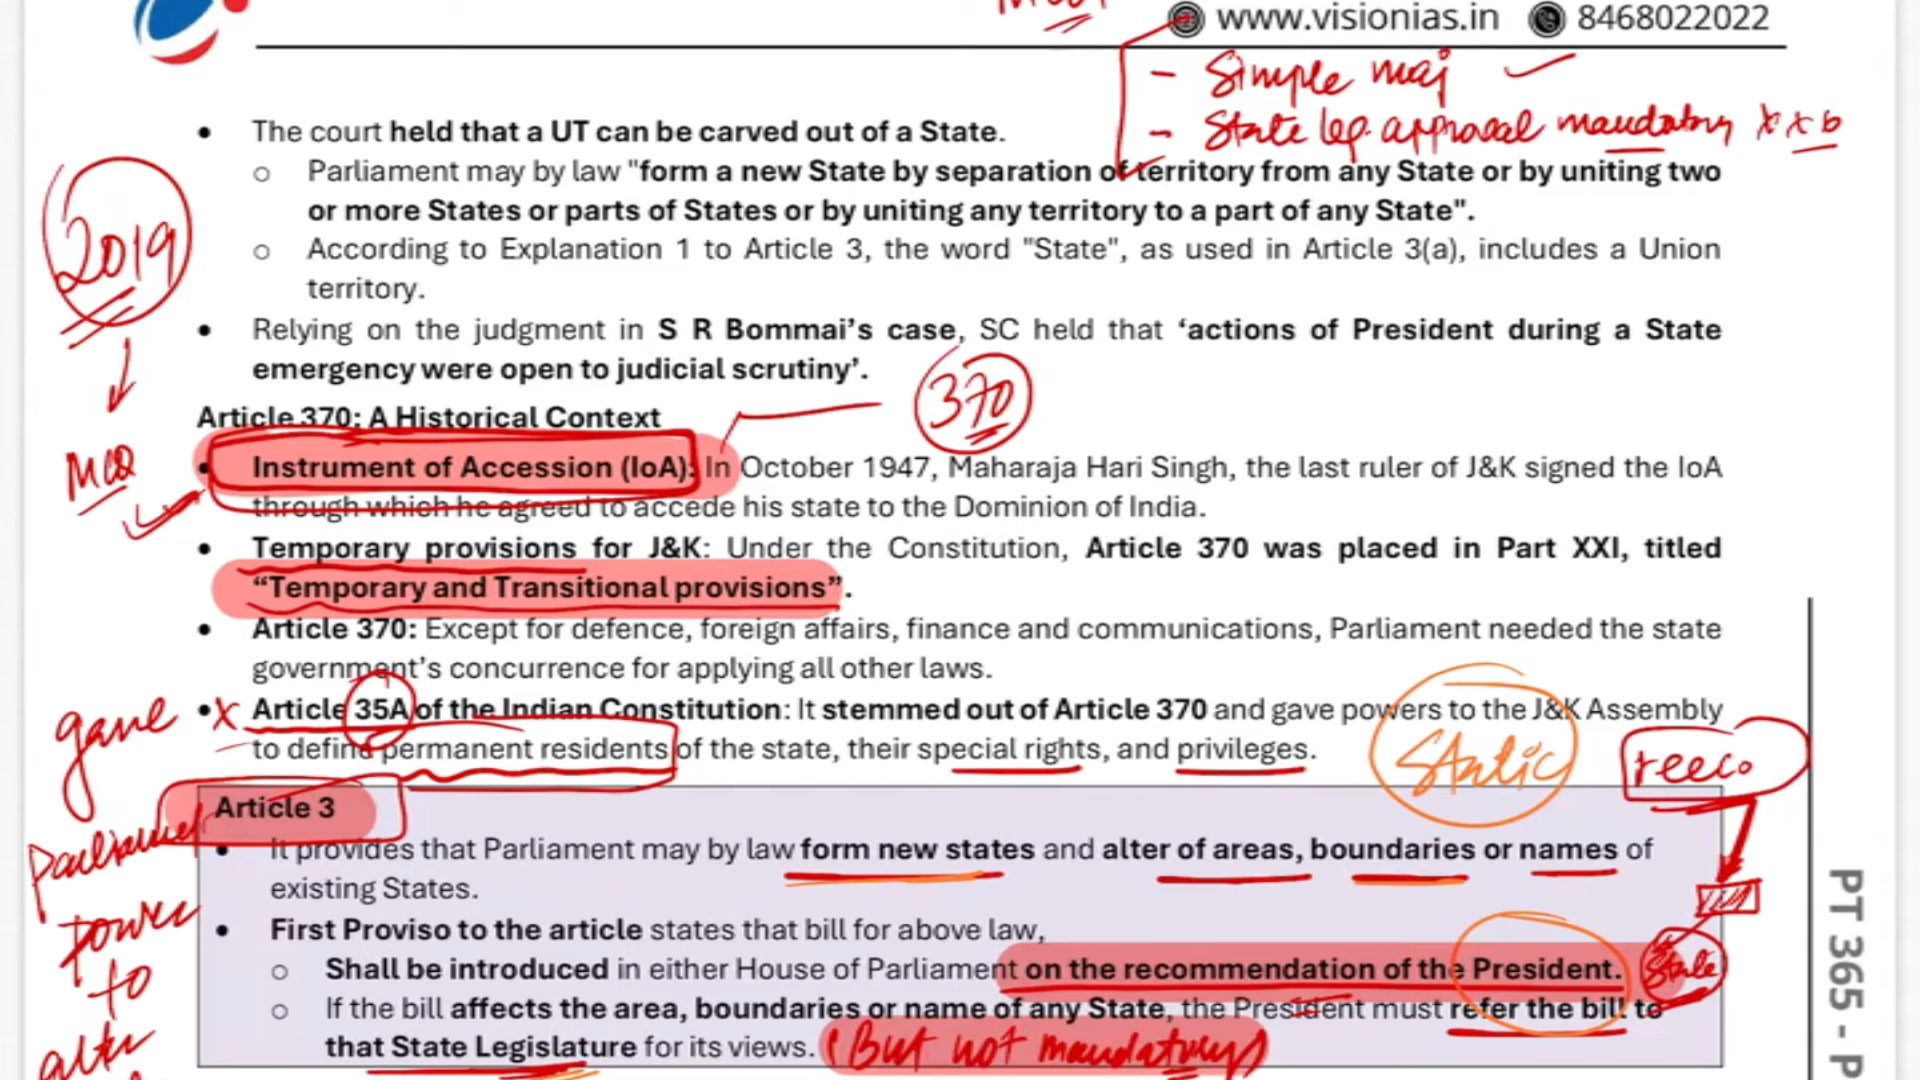 www.visionias.in 8468022022
- Simple maj
- State leg. approval mandatory x x
• The court held that a UT can be carved out of a State.
o Parliament may by law "form a new State by separation of territory from any State or by uniting two
or more States or parts of States or by uniting any territory to a part of any State".
o According to Explanation 1 to Article 3, the word "State", as used in Article 3(a), includes a Union
territory.
2019
• Relying on the judgment in S R Bommai’s case, SC held that ‘actions of President during a State
emergency were open to judicial scrutiny’.
370
Article 370: A Historical Context
MCQ
• Instrument of Accession (IoA): In October 1947, Maharaja Hari Singh, the last ruler of J&K signed the IoA
through which he agreed to accede his state to the Dominion of India.
• Temporary provisions for J&K: Under the Constitution, Article 370 was placed in Part XXI, titled
“Temporary and Transitional provisions”.
• Article 370: Except for defence, foreign affairs, finance and communications, Parliament needed the state
government’s concurrence for applying all other laws.
• x Article 35A of the Indian Constitution: It stemmed out of Article 370 and gave powers to the J&K Assembly
to define permanent residents of the state, their special rights, and privileges.
Static
reeco
gave
Parliament
power
to
alter
Article 3
• It provides that Parliament may by law form new states and alter of areas, boundaries or names of
existing States.
• First Proviso to the article states that bill for above law,
o Shall be introduced in either House of Parliament on the recommendation of the President.
State
o If the bill affects the area, boundaries or name of any State, the President must refer the bill to
that State Legislature for its views. (But not mandatory)
PT 365 - P